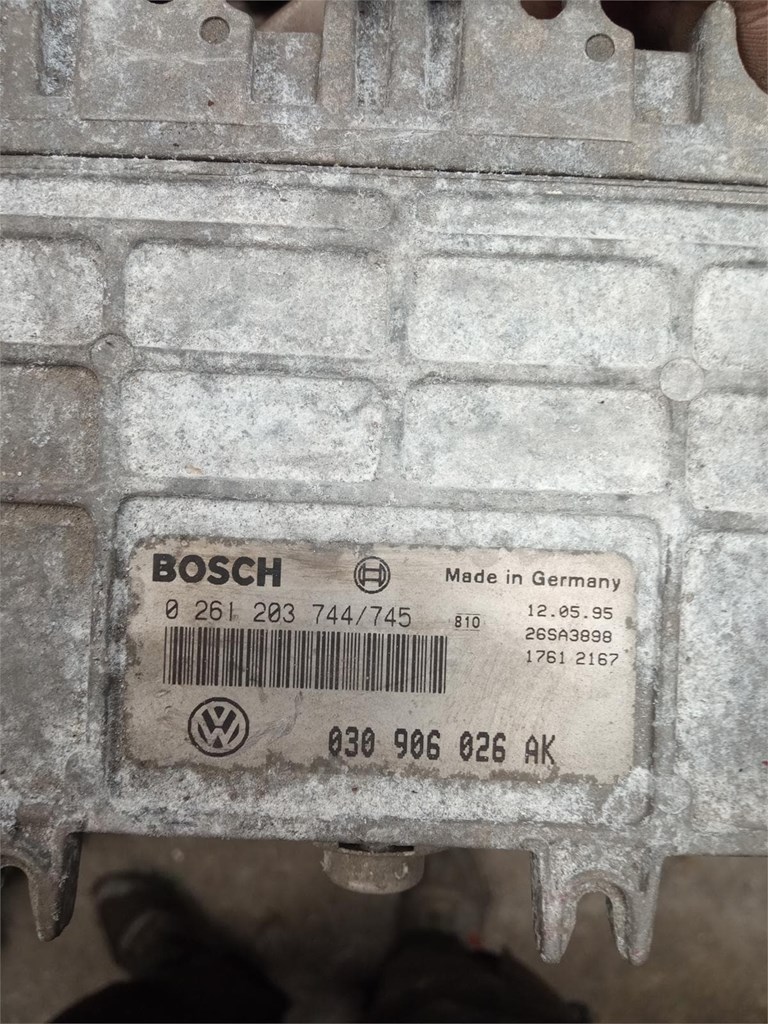 BOSCH
Made in Germany
0 261 203 744/745
810
12.05.95
26SA3898
1761 2167
030 906 026 AK